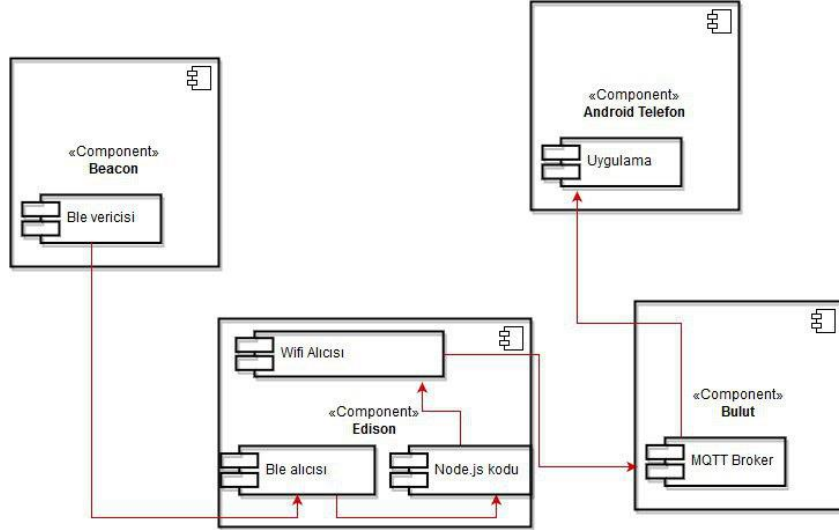 «Component»
Beacon
Ble vericisi
«Component»
Android Telefon
Uygulama
Wifi Alıcısı
«Component»
Edison
Ble alıcısı
Node.js kodu
«Component»
Bulut
MQTT Broker